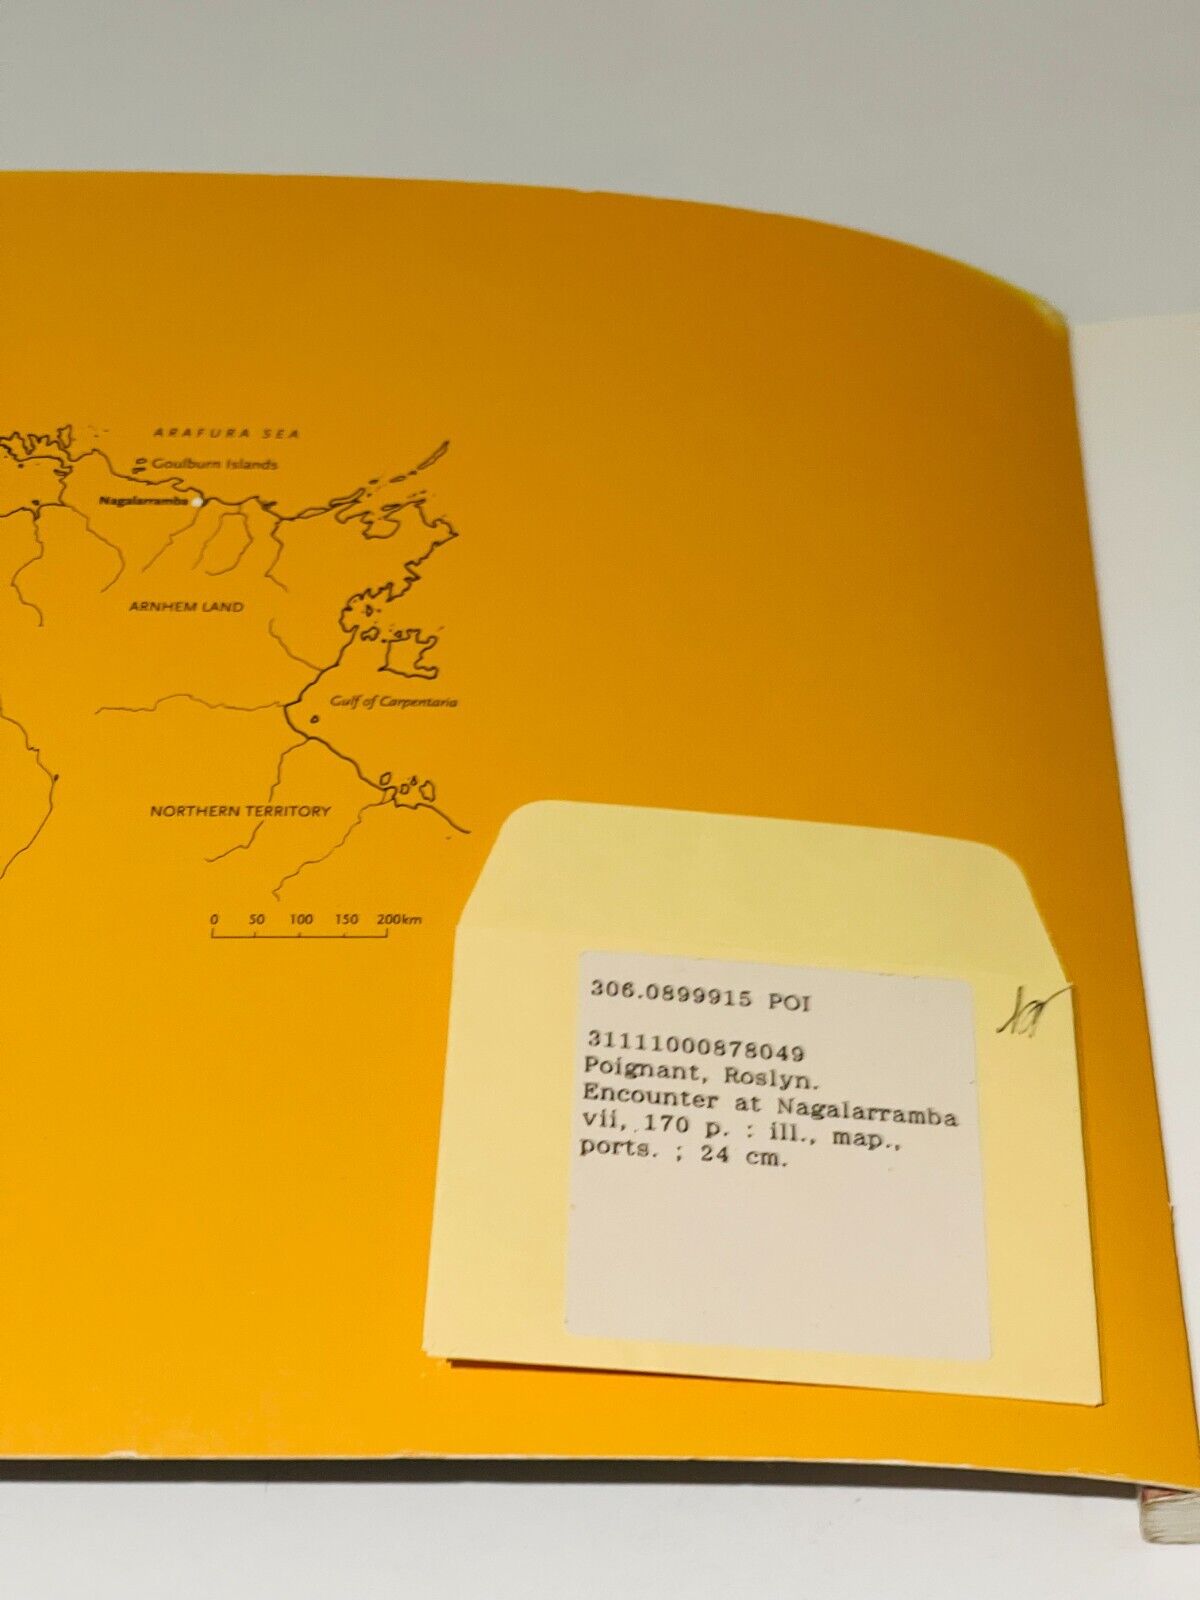 ARAFURA SEA
Goulburn Islands
Nagalarramba
ARNHEM LAND
Gulf of Carpentaria
NORTHERN TERRITORY
0 50 100 150 200km
306.0899915 POI
31111000878049
Poignant, Roslyn.
Encounter at Nagalarramba
vii, 170 p. : ill., map.,
ports. ; 24 cm.